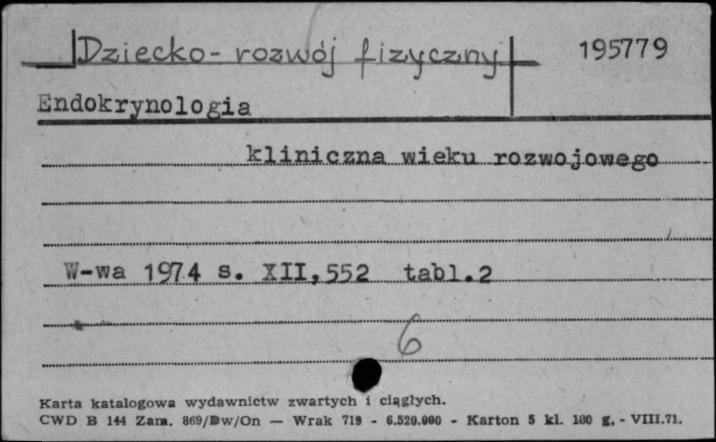 Dziecko - rozwój fizyczny 195779
Endokrynologia
kliniczna wieku rozwojowego
W-wa 1974 s. XII,552 tabl.2
6
Karta katalogowa wydawnictw zwartych i ciągłych.
CWD B 144 Zam. 869/Dw/On — Wrak 719 - 6.520.000 - Karton 5 kl. 180 g. - VIII.71.